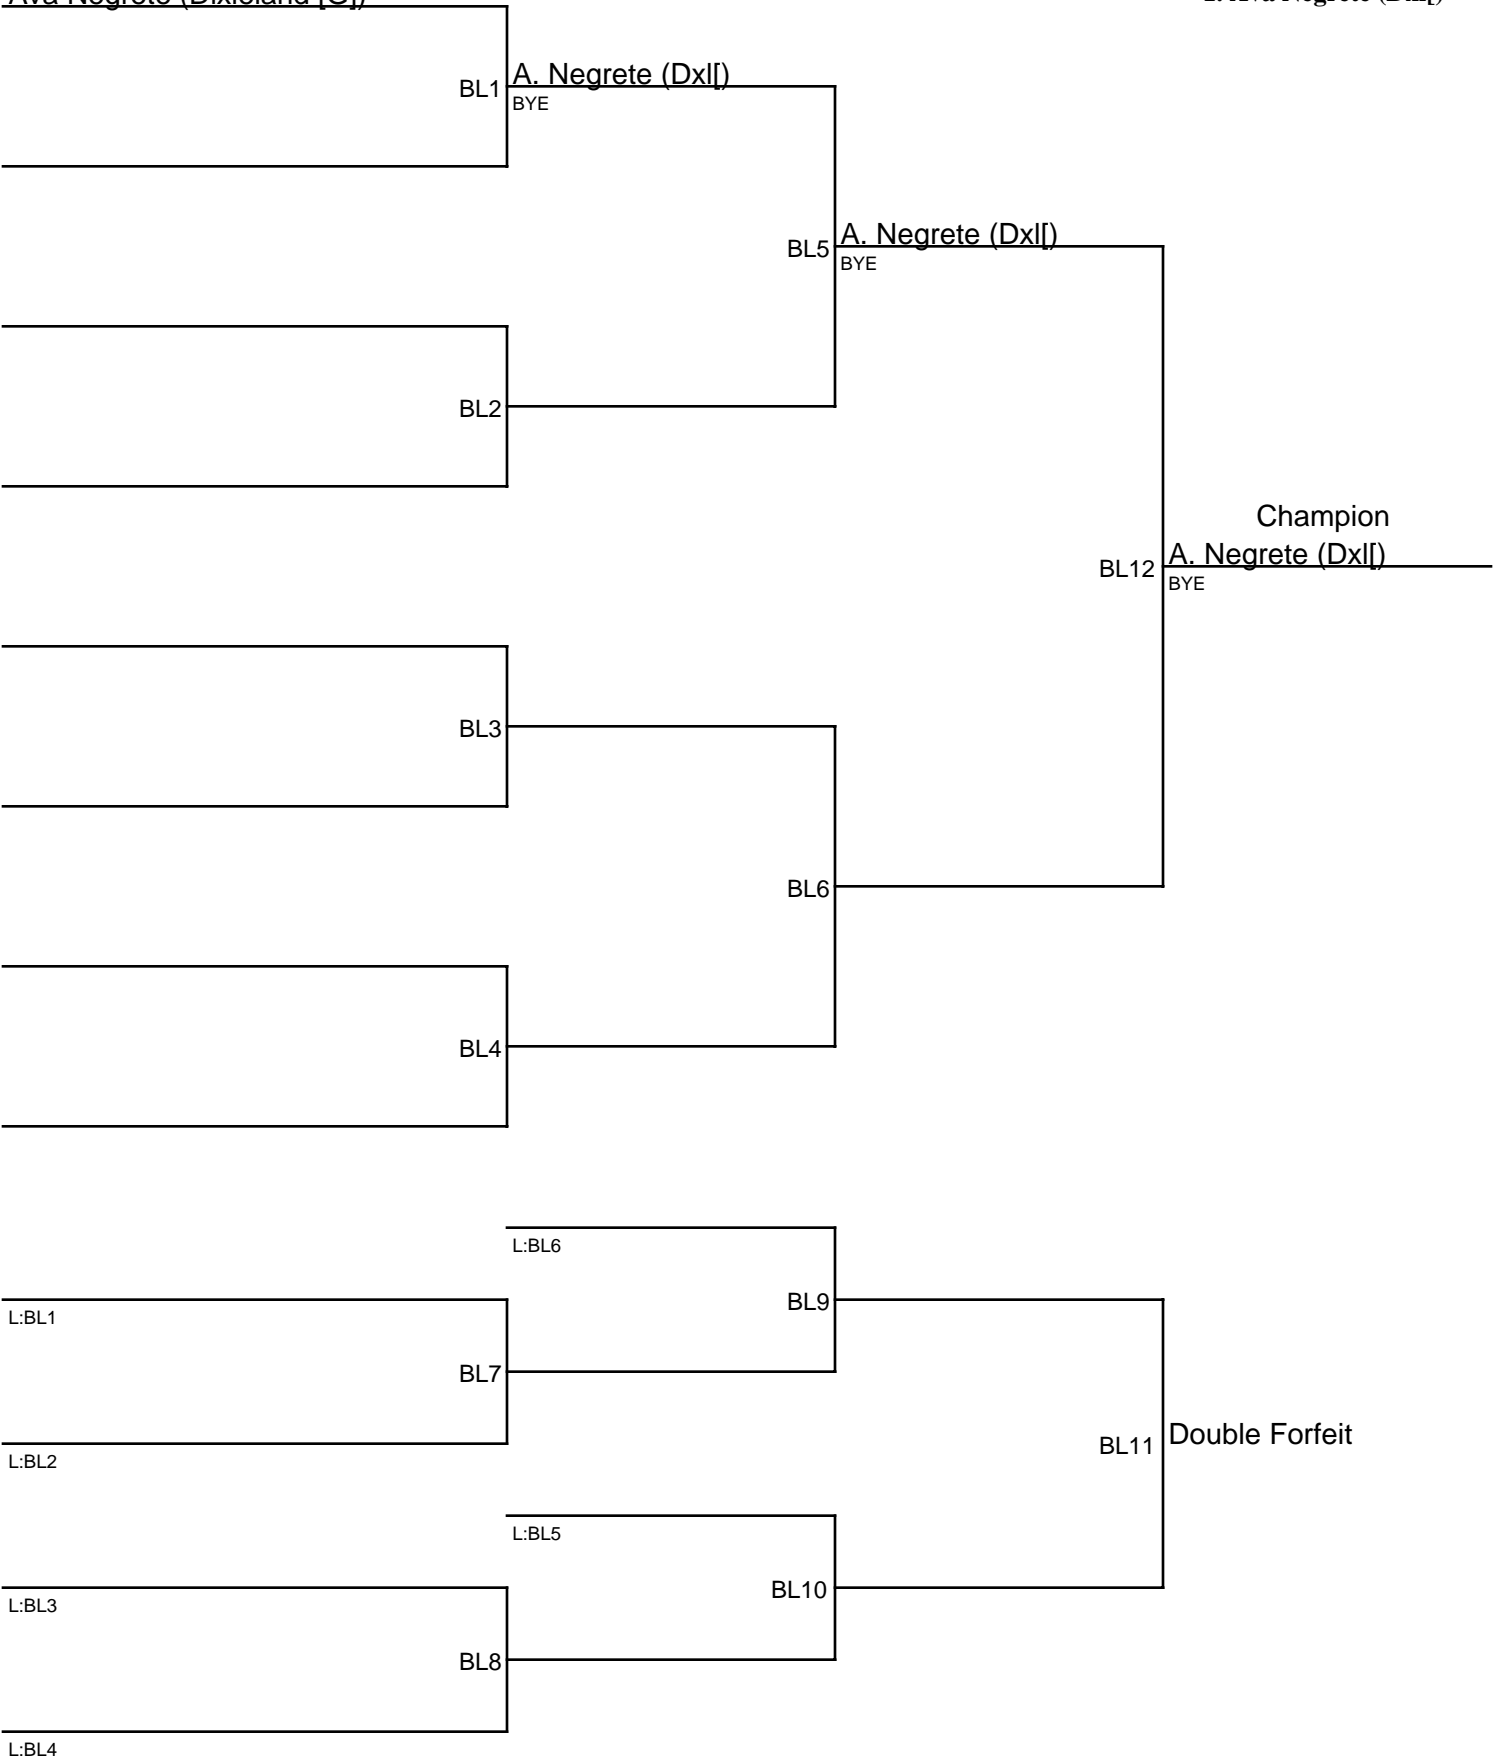 Ava Negrete (Dixieland [G])
1. Ava Negrete (Dxl[)
BL1
A. Negrete (Dxl[)
BYE
BL5
A. Negrete (Dxl[)
BYE
BL2
Champion
BL12
A. Negrete (Dxl[)
BYE
BL3
BL6
BL4
L:BL6
BL9
L:BL1
BL7
BL11
Double Forfeit
L:BL2
L:BL5
BL10
L:BL3
BL8
L:BL4